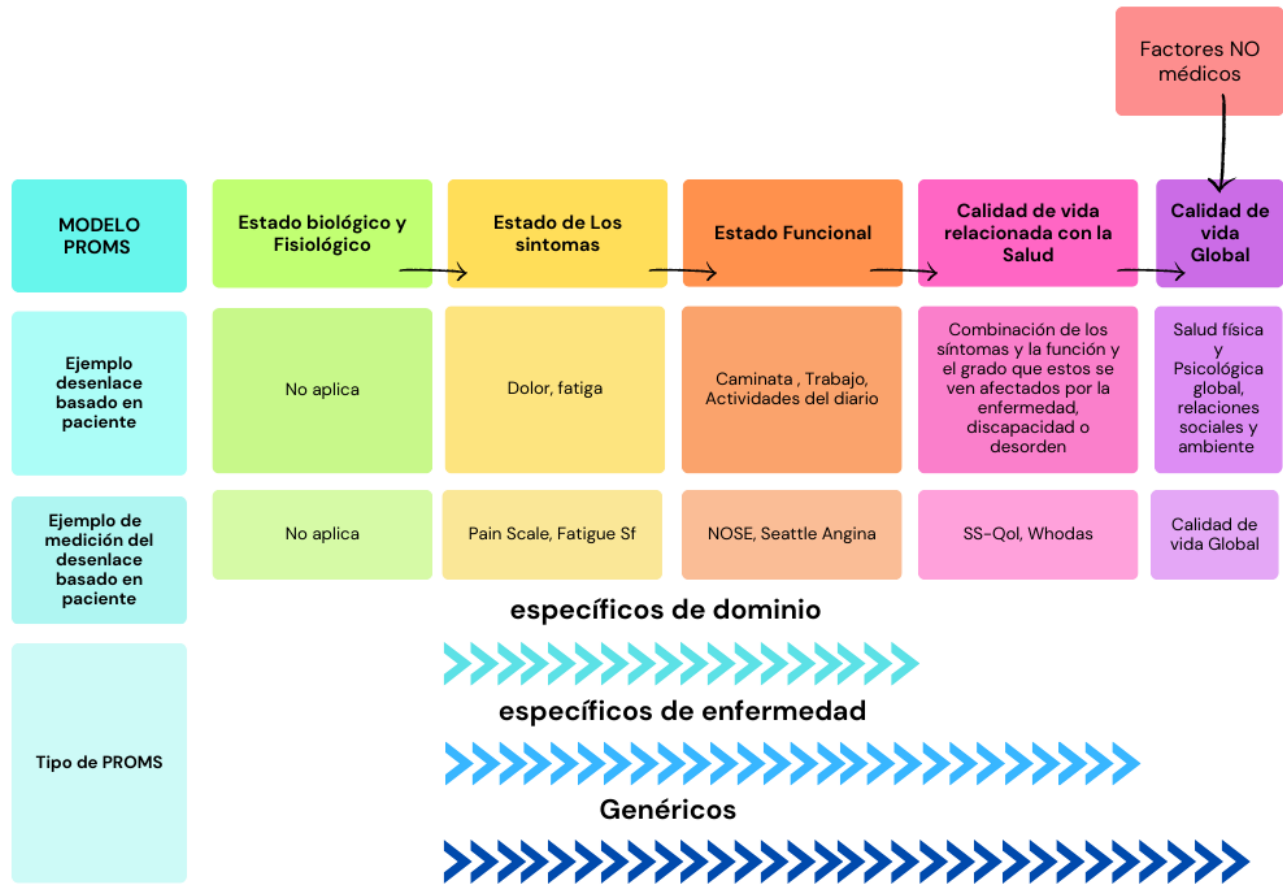 Factores NO
médicos
MODELO
PROMS
Estado biológico y
Fisiológico
Estado de Los
sintomas
Estado Funcional
Calidad de vida
relacionada con la
Salud
Calidad de
vida
Global
Ejemplo
desenlace
basado en
paciente
No aplica
Dolor, fatiga
Caminata , Trabajo,
Actividades del diario
Combinación de los
síntomas y la función y
el grado que estos se
ven afectados por la
enfermedad,
discapacidad o
desorden
Salud física
y
Psicológica
global,
relaciones
sociales y
ambiente
Ejemplo de
medición del
desenlace
basado en
paciente
No aplica
Pain Scale, Fatigue Sf
NOSE, Seattle Angina
SS-Qol, Whodas
Calidad de
vida Global
Tipo de PROMS
específicos de dominio
específicos de enfermedad
Genéricos